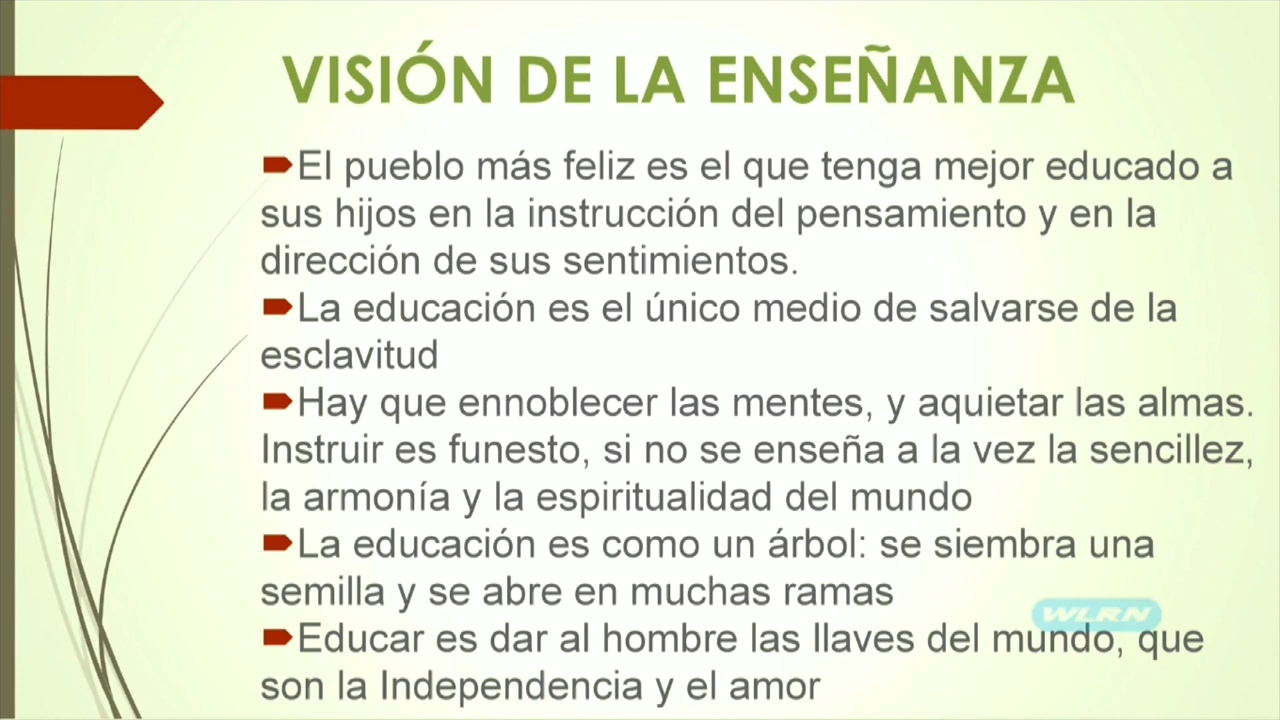 VISIÓN DE LA ENSEÑANZA
El pueblo más feliz es el que tenga mejor educado a
sus hijos en la instrucción del pensamiento y en la
dirección de sus sentimientos.
La educación es el único medio de salvarse de la
esclavitud
Hay que ennoblecer las mentes, y aquietar las almas.
Instruir es funesto, si no se enseña a la vez la sencillez,
la armonía y la espiritualidad del mundo
La educación es como un árbol: se siembra una
semilla y se abre en muchas ramas
WLRN
Educar es dar al hombre las llaves del mundo, que
son la Independencia y el amor